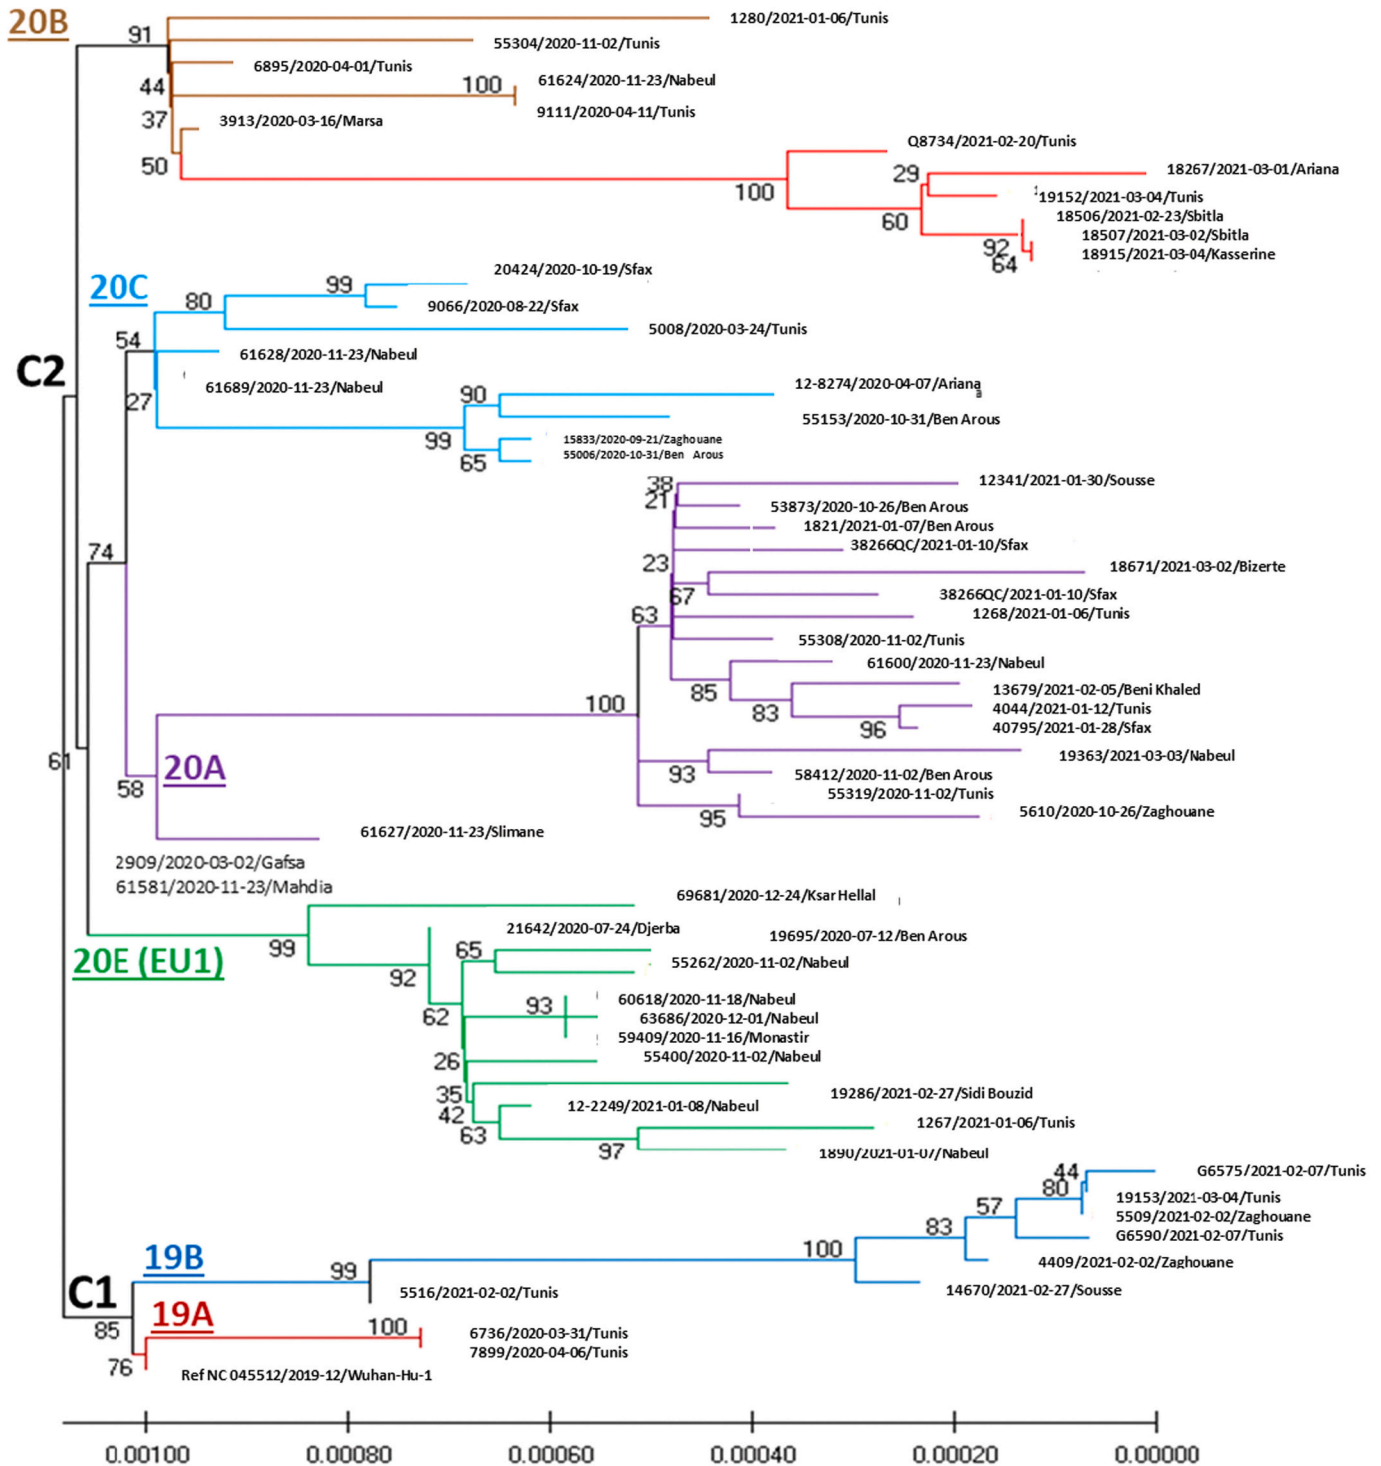 20B
91
1280/2021-01-06/Tunis
55304/2020-11-02/Tunis
6895/2020-04-01/Tunis
44
100
61624/2020-11-23/Nabeul
9111/2020-04-11/Tunis
37
3913/2020-03-16/Marsa
50
Q8734/2021-02-20/Tunis
100
29
18267/2021-03-01/Ariana
19152/2021-03-04/Tunis
60
18506/2021-02-23/Sbitla
18507/2021-03-02/Sbitla
92
18915/2021-03-04/Kasserine
64
20C
99
20424/2020-10-19/Sfax
80
9066/2020-08-22/Sfax
5008/2020-03-24/Tunis
54
C2
61628/2020-11-23/Nabeul
61689/2020-11-23/Nabeul
27
90
12-8274/2020-04-07/Ariana
55153/2020-10-31/Ben Arous
99
15833/2020-09-21/Zaghouane
65
55006/2020-10-31/Ben Arous
38
12341/2021-01-30/Sousse
21
53873/2020-10-26/Ben Arous
1821/2021-01-07/Ben Arous
74
38266QC/2021-01-10/Sfax
23
18671/2021-03-02/Bizerte
67
38266QC/2021-01-10/Sfax
63
1268/2021-01-06/Tunis
55308/2020-11-02/Tunis
61600/2020-11-23/Nabeul
85
13679/2021-02-05/Beni Khaled
100
83
4044/2021-01-12/Tunis
96
40795/2021-01-28/Sfax
61
20A
19363/2021-03-03/Nabeul
93
58412/2020-11-02/Ben Arous
58
55319/2020-11-02/Tunis
95
5610/2020-10-26/Zaghouane
61627/2020-11-23/Slimane
2909/2020-03-02/Gafsa
61581/2020-11-23/Mahdia
69681/2020-12-24/Ksar Hellal
99
21642/2020-07-24/Djerba
19695/2020-07-12/Ben Arous
20E (EU1)
65
55262/2020-11-02/Nabeul
92
93
60618/2020-11-18/Nabeul
62
63686/2020-12-01/Nabeul
59409/2020-11-16/Monastir
26
55400/2020-11-02/Nabeul
35
19286/2021-02-27/Sidi Bouzid
42
12-2249/2021-01-08/Nabeul
63
1267/2021-01-06/Tunis
97
1890/2021-01-07/Nabeul
44
G6575/2021-02-07/Tunis
80
19153/2021-03-04/Tunis
57
5509/2021-02-02/Zaghouane
83
G6590/2021-02-07/Tunis
19B
100
4409/2021-02-02/Zaghouane
99
C1
5516/2021-02-02/Tunis
14670/2021-02-27/Sousse
19A
85
100
6736/2020-03-31/Tunis
7899/2020-04-06/Tunis
76
Ref NC 045512/2019-12/Wuhan-Hu-1
0.00100 0.00080 0.00060 0.00040 0.00020 0.00000